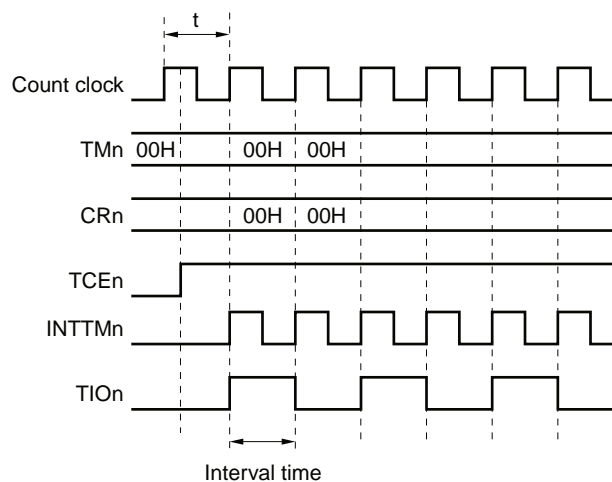 t
Count clock
TMn 00H 00H 00H
CRn 00H 00H
TCEn
INTTMn
TIOn
Interval time